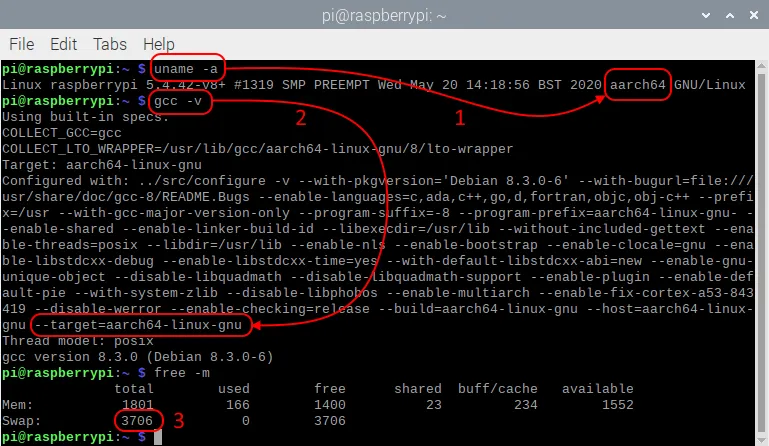 pi@raspberrypi: ~
File Edit Tabs Help
pi@raspberrypi:~ $ uname -a
Linux raspberrypi 5.4.42-v8+ #1319 SMP PREEMPT Wed May 20 14:18:56 BST 2020 aarch64 GNU/Linux
pi@raspberrypi:~ $ gcc -v
1
2
Using built-in specs.
COLLECT_GCC=gcc
COLLECT_LTO_WRAPPER=/usr/lib/gcc/aarch64-linux-gnu/8/lto-wrapper
Target: aarch64-linux-gnu
Configured with: ../src/configure -v --with-pkgversion='Debian 8.3.0-6' --with-bugurl=file:///
usr/share/doc/gcc-8/README.Bugs --enable-languages=c,ada,c++,go,d,fortran,objc,obj-c++ --prefi
x=/usr --with-gcc-major-version-only --program-suffix=-8 --program-prefix=aarch64-linux-gnu- -
-enable-shared --enable-linker-build-id --libexecdir=/usr/lib --without-included-gettext --ena
ble-threads=posix --libdir=/usr/lib --enable-nls --enable-bootstrap --enable-clocale=gnu --ena
ble-libstdcxx-debug --enable-libstdcxx-time=yes --with-default-libstdcxx-abi=new --enable-gnu-
unique-object --disable-libquadmath --disable-libquadmath-support --enable-plugin --enable-def
ault-pie --with-system-zlib --disable-libphobos --enable-multiarch --enable-fix-cortex-a53-843
419 --disable-werror --enable-checking=release --build=aarch64-linux-gnu --host=aarch64-linux-
gnu --target=aarch64-linux-gnu
Thread model: posix
gcc version 8.3.0 (Debian 8.3.0-6)
pi@raspberrypi:~ $ free -m
total used free shared buff/cache available
Mem: 1801 166 1400 23 234 1552
Swap: 3706 0 3706
3
pi@raspberrypi:~ $